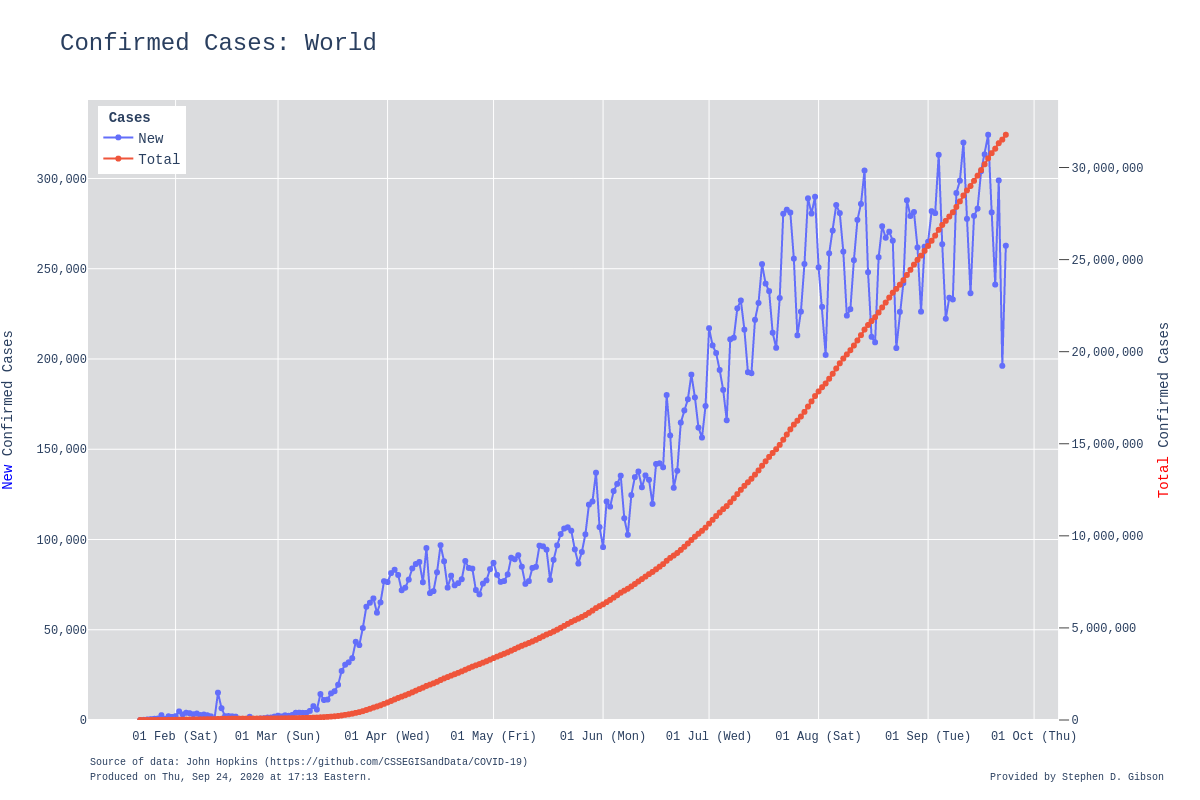 Confirmed Cases: World
Cases
New
Total
300,000
250,000
200,000
150,000
100,000
50,000
0
New Confirmed Cases
30,000,000
25,000,000
20,000,000
15,000,000
10,000,000
5,000,000
0
Total Confirmed Cases
01 Feb (Sat) 01 Mar (Sun) 01 Apr (Wed) 01 May (Fri) 01 Jun (Mon) 01 Jul (Wed) 01 Aug (Sat) 01 Sep (Tue) 01 Oct (Thu)
Source of data: John Hopkins (https://github.com/CSSEGISandData/COVID-19)
Produced on Thu, Sep 24, 2020 at 17:13 Eastern.
Provided by Stephen D. Gibson